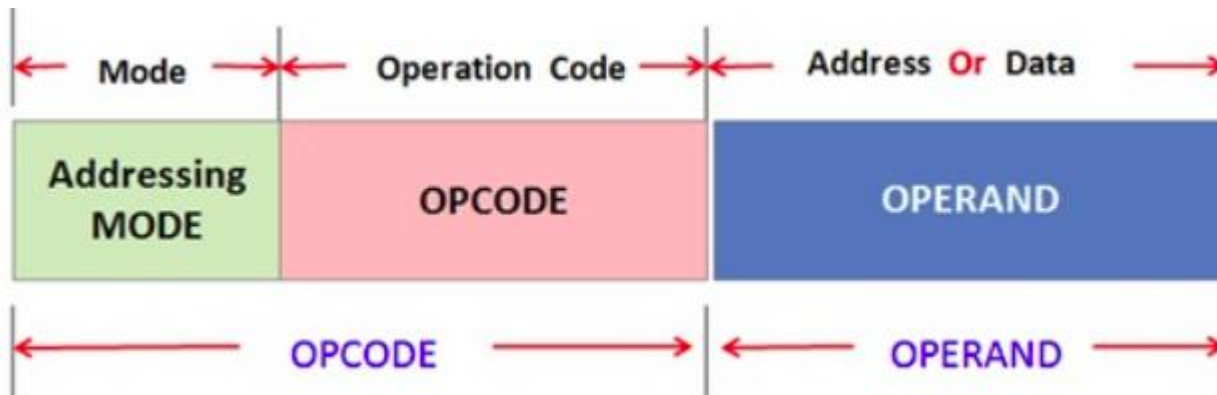 Mode
Operation Code
Address Or Data
Addressing
MODE
OPCODE
OPERAND
OPCODE
OPERAND